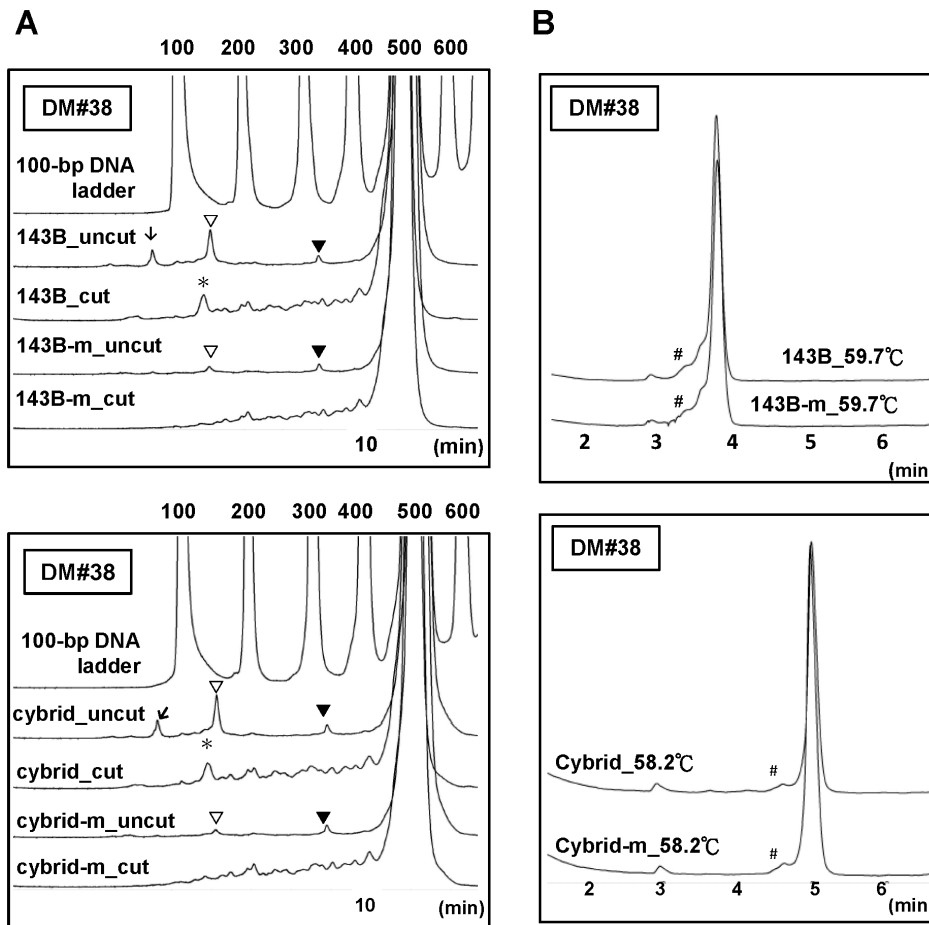 A
100 200 300 400 500 600
DM#38
100-bp DNA
ladder
143B_uncut
*
143B_cut
143B-m_uncut
143B-m_cut
10
(min)
100 200 300 400 500 600
DM#38
100-bp DNA
ladder
cybrid_uncut
*
cybrid_cut
cybrid-m_uncut
cybrid-m_cut
10
(min)
B
DM#38
#
143B_59.7℃
#
143B-m_59.7℃
2 3 4 5 6
(min
DM#38
Cybrid_58.2℃
#
Cybrid-m_58.2℃
#
2 3 4 5 6
(min